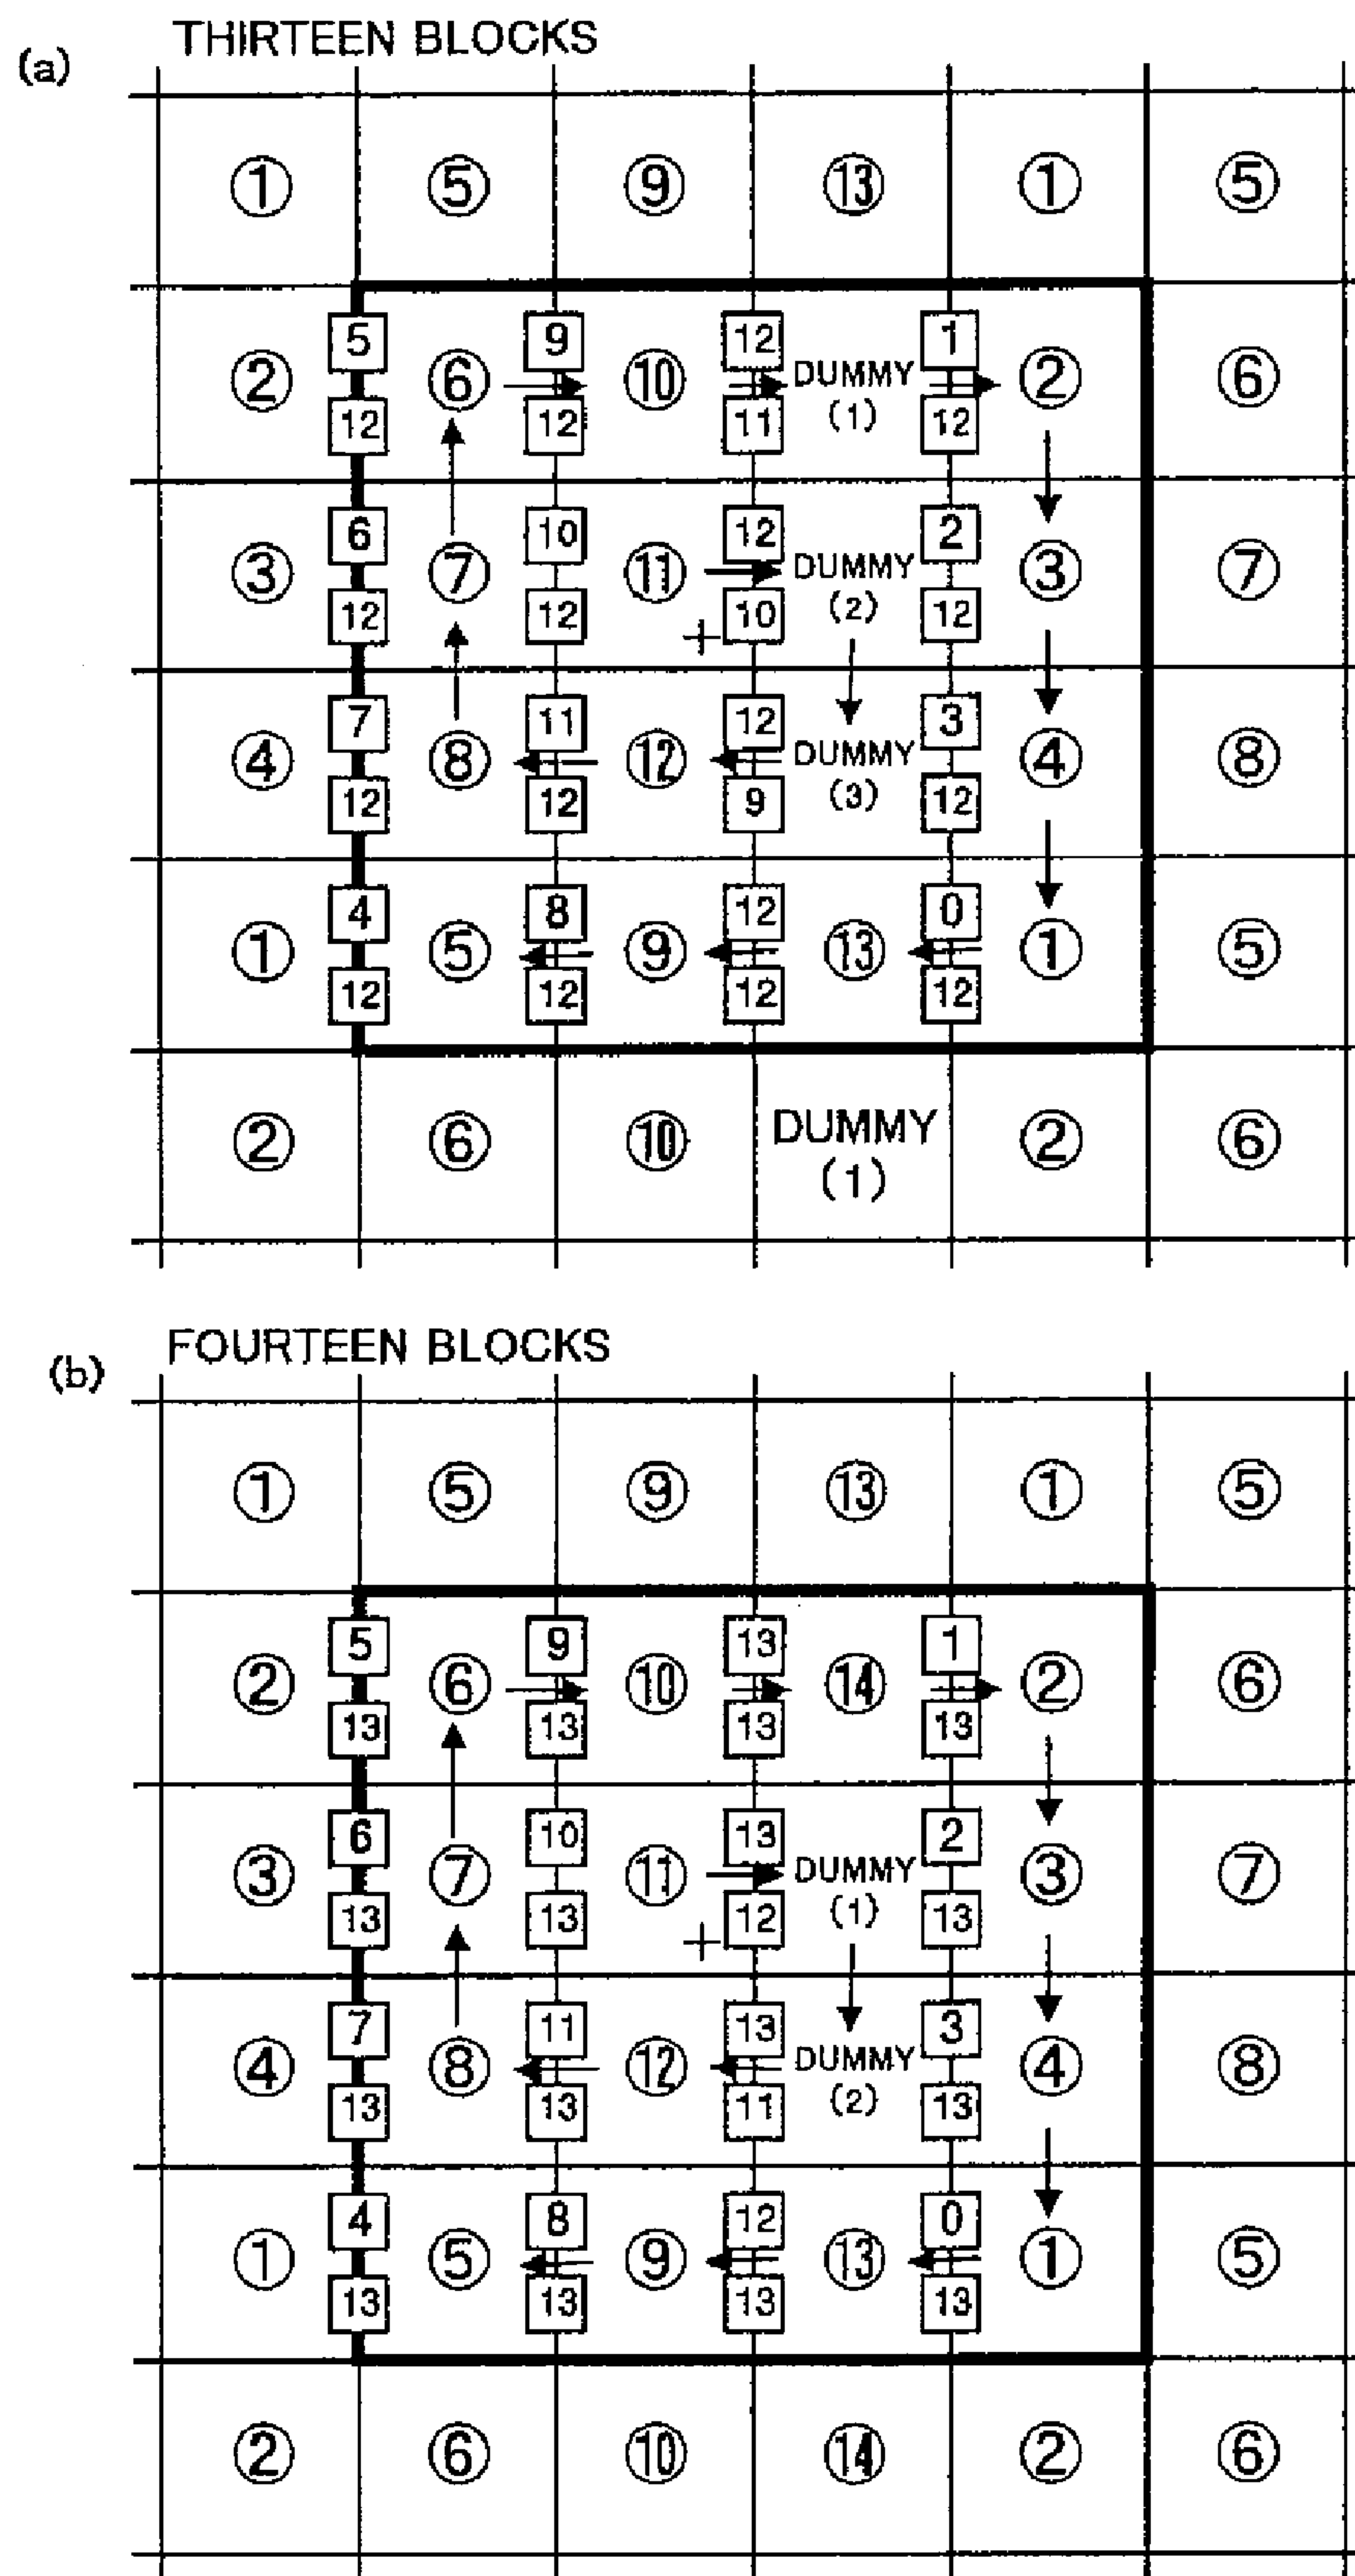 THIRTEEN BLOCKS
(a)
① ⑤ ⑨ ⑬ ① ⑤
5 9 12 1
② ⑥ ⑩ DUMMY ② ⑥
12 12 11 (1) 12
6 10 12 2
③ ⑦ ⑪ DUMMY ③ ⑦
12 12 10 (2) 12
7 11 12 3
④ ⑧ ⑫ DUMMY ④ ⑧
12 12 9 (3) 12
4 8 12 0
① ⑤ ⑨ ⑬ ① ⑤
12 12 12 12
② ⑥ ⑩ DUMMY ② ⑥
(1)
FOURTEEN BLOCKS
(b)
① ⑤ ⑨ ⑬ ① ⑤
5 9 13 1
② ⑥ ⑩ ⑭ ② ⑥
13 13 13 13
6 10 13 2
③ ⑦ ⑪ DUMMY ③ ⑦
13 13 12 (1) 13
7 11 13 3
④ ⑧ ⑫ DUMMY ④ ⑧
13 13 11 (2) 13
4 8 12 0
① ⑤ ⑨ ⑬ ① ⑤
13 13 13 13
② ⑥ ⑩ ⑭ ② ⑥